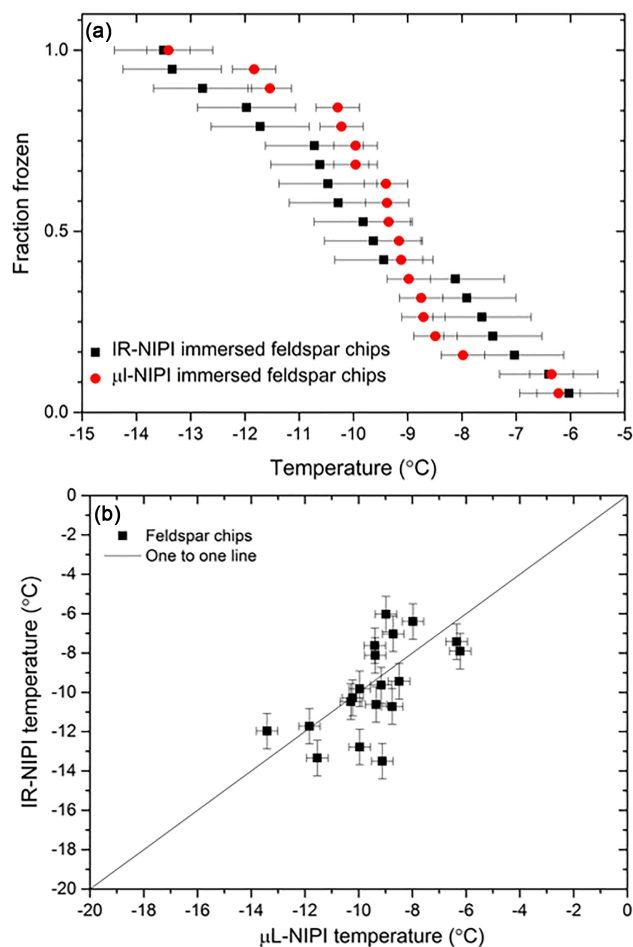 (a)
1.0
0.5
0.0
Fraction frozen
IR-NIPI immersed feldspar chips
μl-NIPI immersed feldspar chips
-15 -14 -13 -12 -11 -10 -9 -8 -7 -6 -5
Temperature (°C)
(b)
Feldspar chips
One to one line
0
-2
-4
-6
-8
-10
-12
-14
-16
-18
-20
IR-NIPI temperature (°C)
-20 -18 -16 -14 -12 -10 -8 -6 -4 -2 0
μL-NIPI temperature (°C)